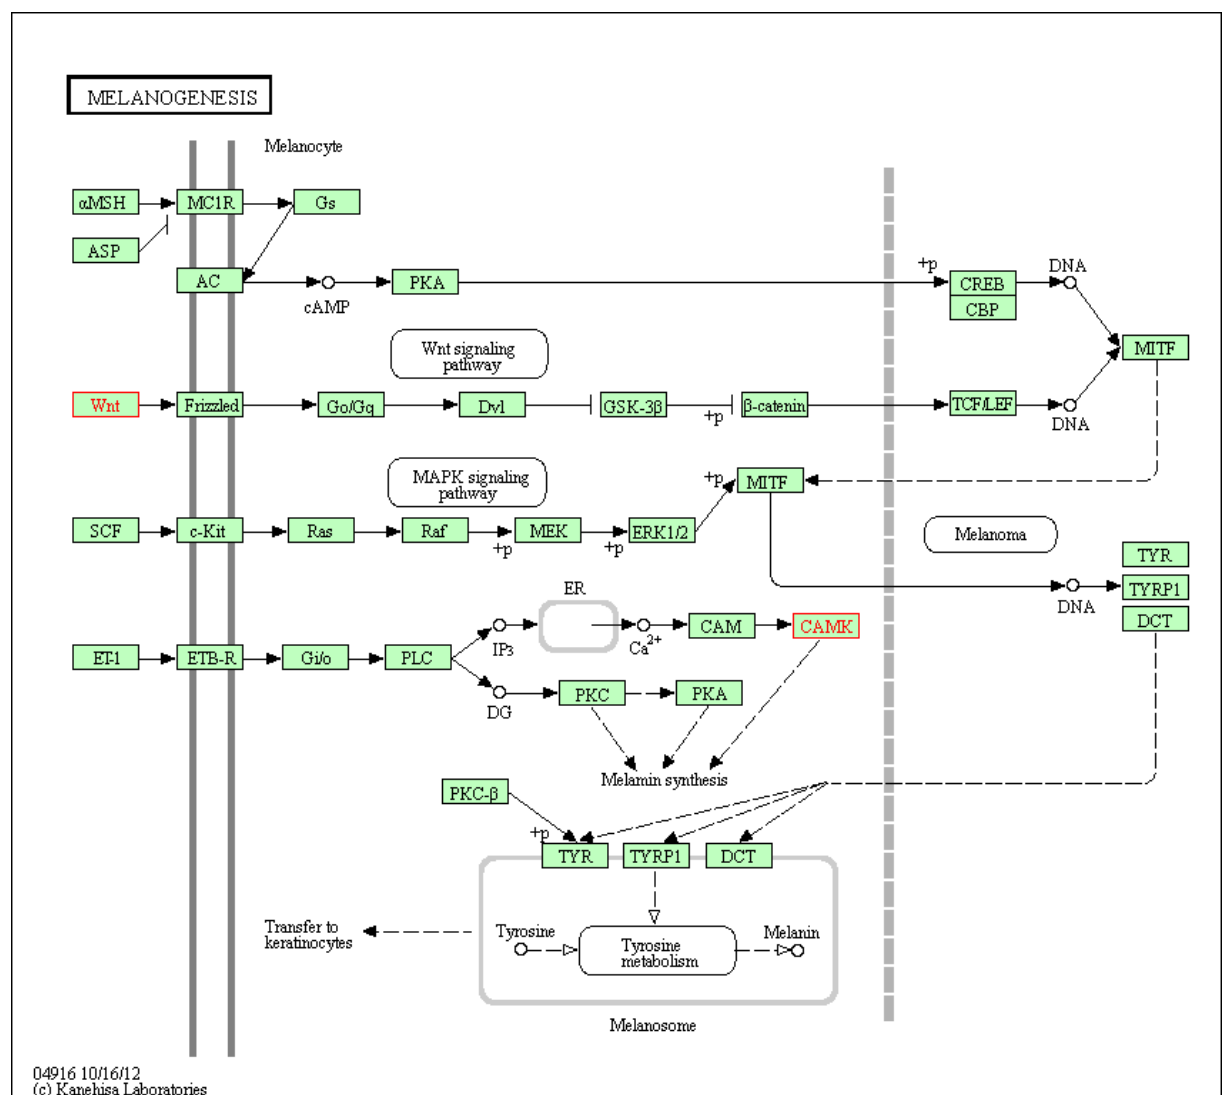 MELANOGENESIS
Melanocyte
αMSH
MC1R
Gs
ASP
AC
cAMP
PKA
+p
CREB
CBP
DNA
MITF
Wnt signaling
pathway
Wnt
Frizzled
Go/Gq
Dvl
GSK-3β
+p
β-catenin
TCF/LEF
DNA
MAPK signaling
pathway
+p
MITF
SCF
c-Kit
Ras
Raf
+p
MEK
+p
ERK1/2
Melanoma
TYR
TYRP1
DCT
DNA
ER
IP3
Ca2+
CAM
CAMK
ET-1
ETB-R
Gi/o
PLC
DG
PKC
PKA
Melamin synthesis
PKC-β
+p
TYR
TYRP1
DCT
Transfer to
keratinocytes
Tyrosine
Tyrosine
metabolism
Melanin
Melanosome
04916 10/16/12
(c) Kanehisa Laboratories